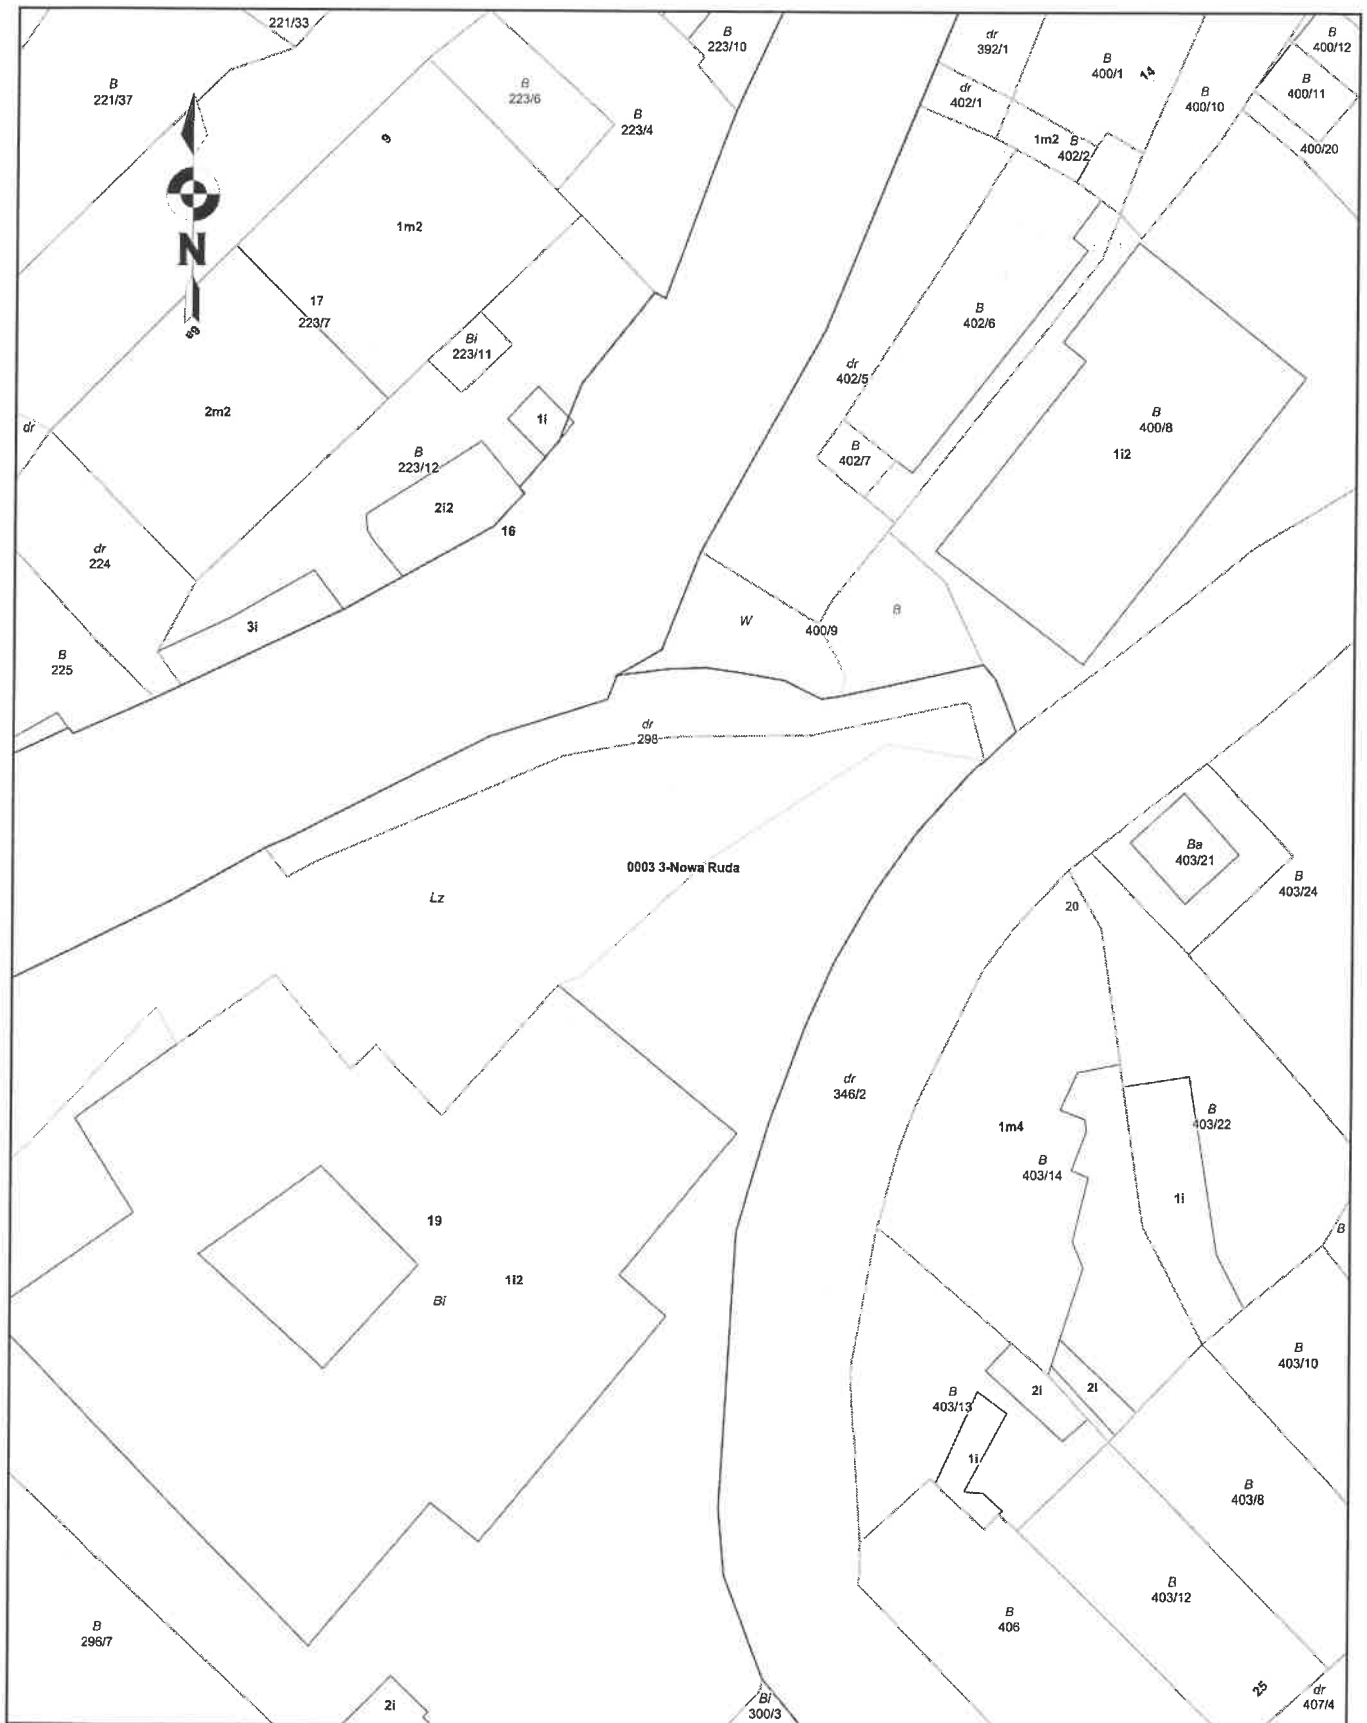 221/33
B
223/10
dr
392/1
B
400/1
14
B
400/12
B
221/37
B
223/6
B
223/4
dr
402/1
B
400/10
B
400/11
1m2
B
402/2
400/20
9
N
1m2
17
223/7
9a
Bi
223/11
B
402/6
dr
402/5
2m2
dr
1i
B
400/8
B
223/12
B
402/7
1i2
2i2
16
dr
224
3i
W
400/9
B
B
225
dr
298
0003 3-Nowa Ruda
Ba
403/21
B
403/24
Lz
20
dr
346/2
1m4
B
403/22
B
403/14
1i
19
B
1i2
Bi
B
403/10
B
403/13
2i
2i
1i
B
403/8
B
403/12
B
406
B
296/7
25
dr
407/4
2i
Bi
300/3